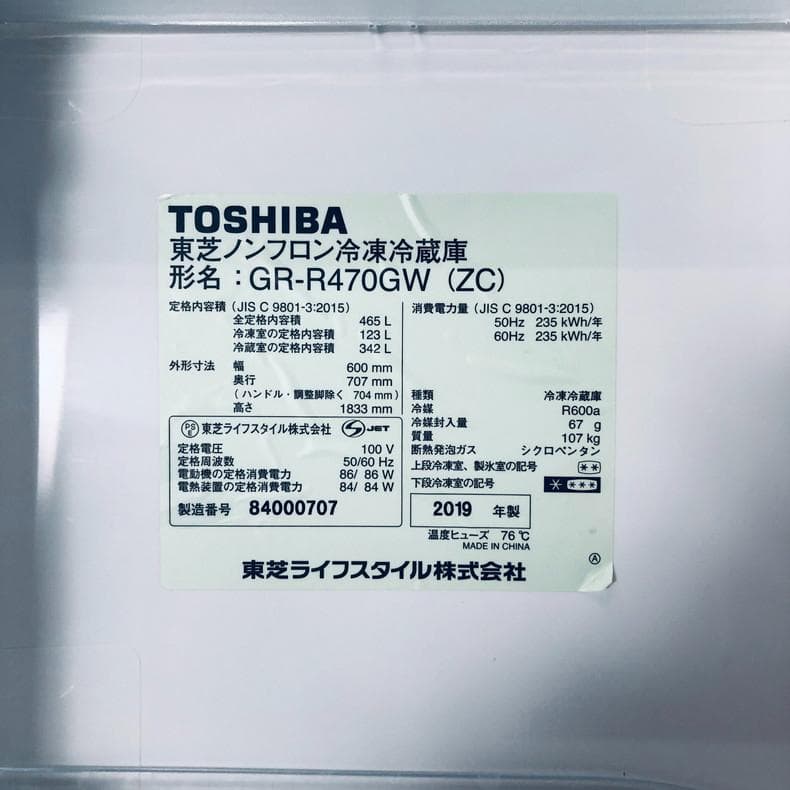 TOSHIBA
東芝ノンフロン冷凍冷蔵庫
形名：GR-R470GW（ZC）
定格内容積（JIS C 9801-3:2015）
全定格内容積 465 L
冷凍室の定格内容積 123 L
冷蔵室の定格内容積 342 L
外形寸法 幅 600 mm
奥行 707 mm
（ハンドル・調整脚除く 704 mm）
高さ 1833 mm
PS E 東芝ライフスタイル株式会社 S JET
定格電圧 100 V
定格周波数 50/60 Hz
電動機の定格消費電力 86/ 86 W
電熱装置の定格消費電力 84/ 84 W
製造番号 84000707
消費電力量（JIS C 9801-3:2015）
50Hz 235 kWh/年
60Hz 235 kWh/年
種類 冷凍冷蔵庫
冷媒 R600a
冷媒封入量 67 g
質量 107 kg
断熱発泡ガス シクロペンタン
上段冷凍室、製氷室の記号 **
下段冷凍室の記号 * ***
2019 年製
温度ヒューズ 76 ℃
MADE IN CHINA
Ⓐ
東芝ライフスタイル株式会社